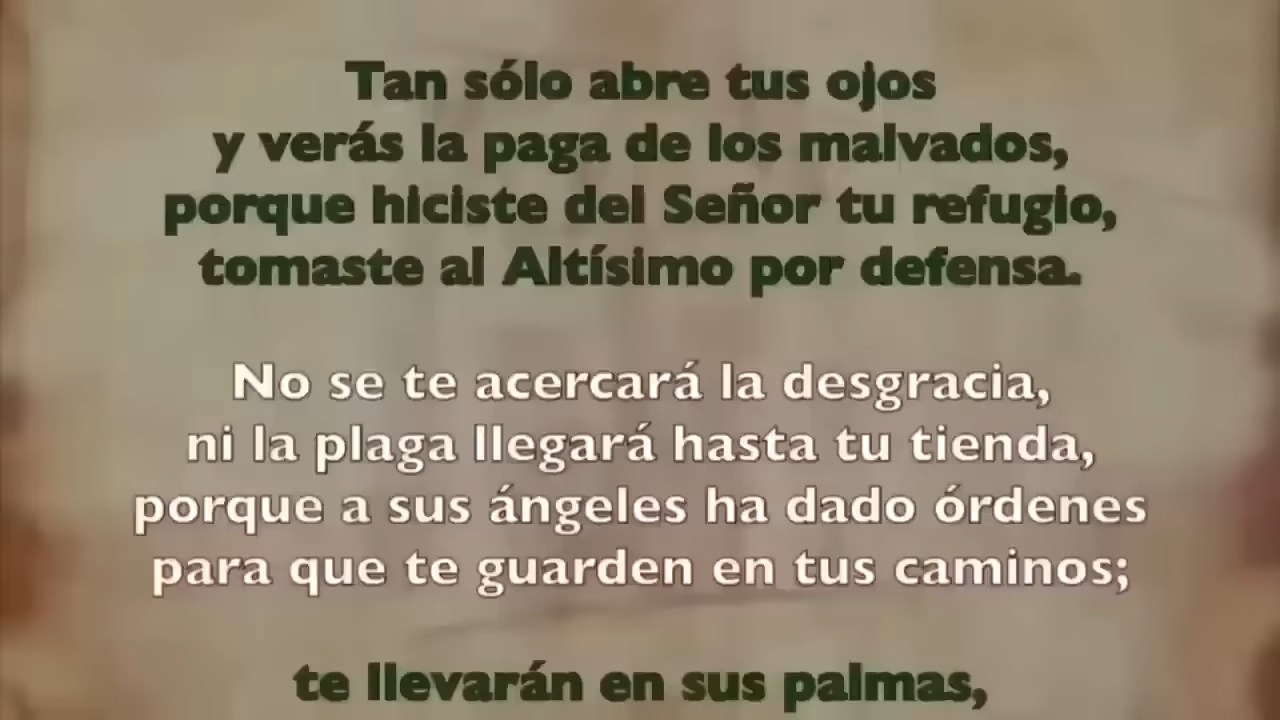 Tan sólo abre tus ojos
y verás la paga de los malvados,
porque hiciste del Señor tu refugio,
tomaste al Altísimo por defensa.
No se te acercará la desgracia,
ni la plaga llegará hasta tu tienda,
porque a sus ángeles ha dado órdenes
para que te guarden en tus caminos;
te llevarán en sus palmas,